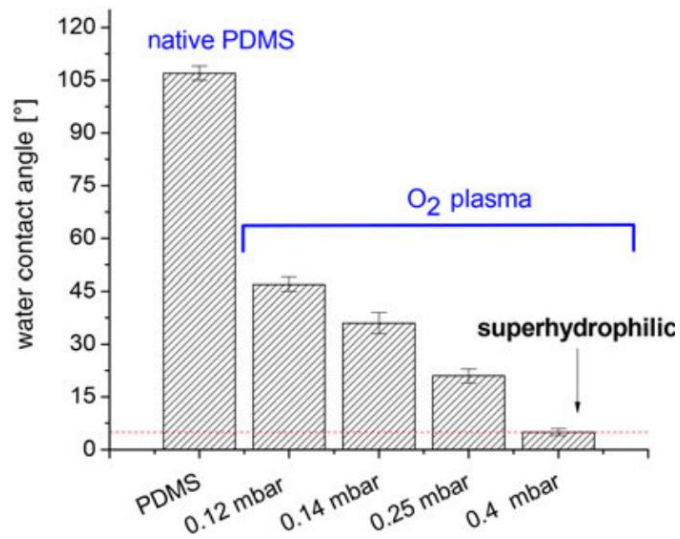 120
105
90
75
60
45
30
15
0
water contact angle [°]
native PDMS
O2 plasma
superhydrophilic
PDMS
0.12 mbar
0.14 mbar
0.25 mbar
0.4 mbar